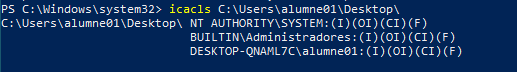 PS C:\Windows\system32> icacls C:\Users\alumne01\Desktop\
C:\Users\alumne01\Desktop\ NT AUTHORITY\SYSTEM:(I)(OI)(CI)(F)
BUILTIN\Administradores:(I)(OI)(CI)(F)
DESKTOP-QNAML7C\alumne01:(I)(OI)(CI)(F)